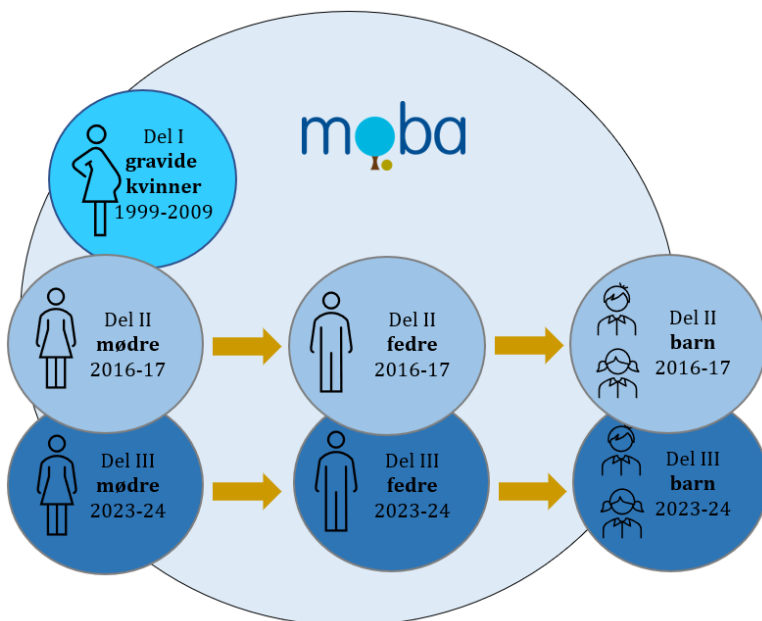 moba
Del I
gravide
kvinner
1999-2009
Del II
mødre
2016-17
Del II
fedre
2016-17
Del II
barn
2016-17
Del III
mødre
2023-24
Del III
fedre
2023-24
Del III
barn
2023-24